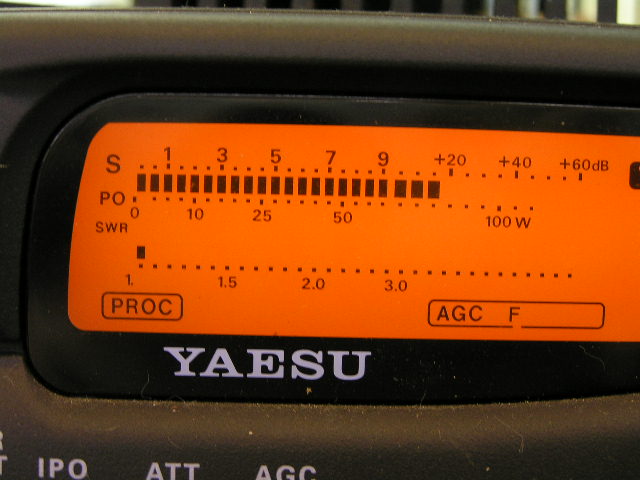 S 1 3 5 7 9 +20 +40 +60dB
PO 0 10 25 50 100 W
SWR
1. 1.5 2.0 3.0
PROC AGC F
YAESU
IPO ATT AGC